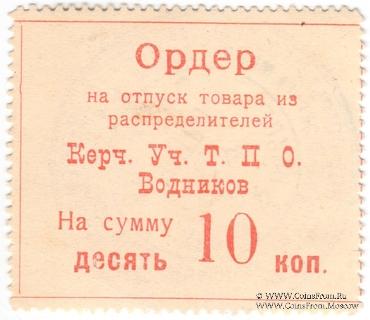 Ордер
на отпуск товара из
распределителей
Керч. Уч. Т. П О.
Водников
На сумму 10
десять коп.
© www.CoinsFrom.Ru
www.CoinsFrom.Moscow